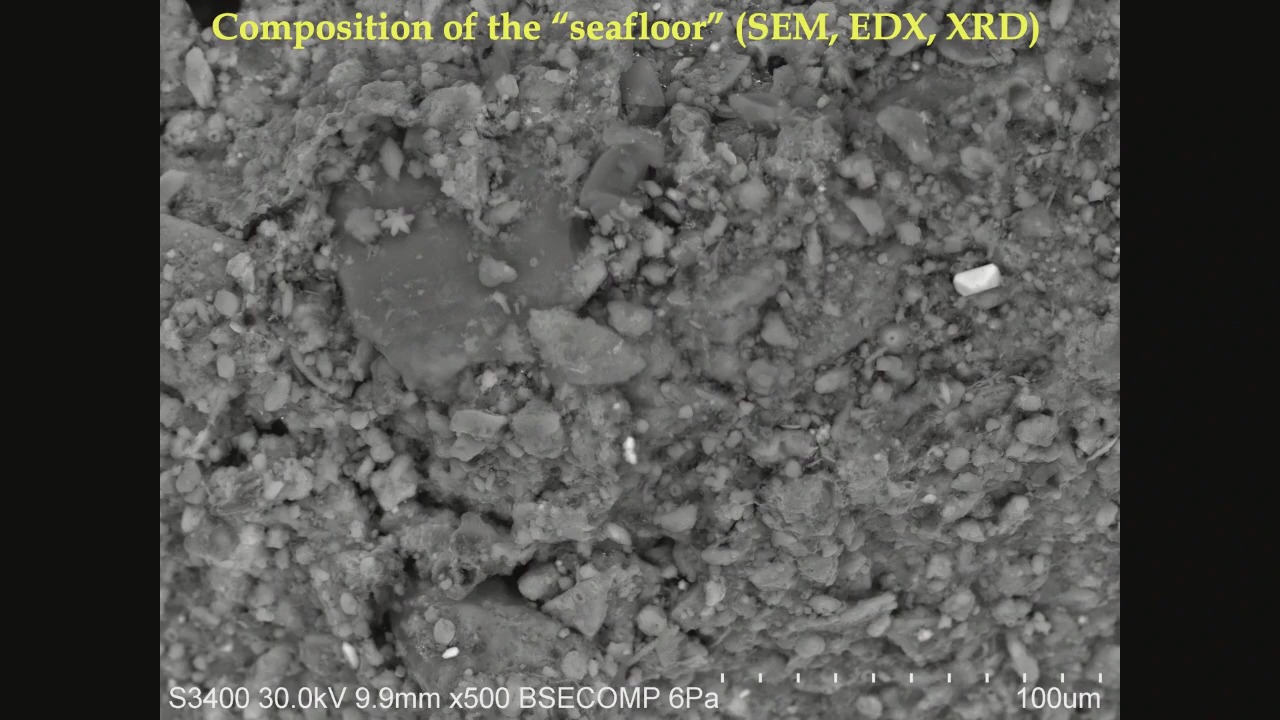 Composition of the “seafloor” (SEM, EDX, XRD)
S3400 30.0kV 9.9mm x500 BSECOMP 6Pa 100um